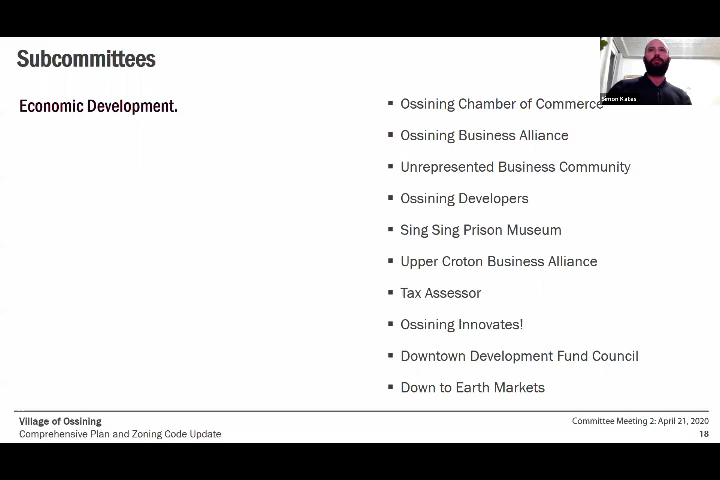 Subcommittees
Economic Development.
Ossining Chamber of Commerce
Simon Kates
Ossining Business Alliance
Unrepresented Business Community
Ossining Developers
Sing Sing Prison Museum
Upper Croton Business Alliance
Tax Assessor
Ossining Innovates!
Downtown Development Fund Council
Down to Earth Markets
Village of Ossining
Comprehensive Plan and Zoning Code Update
Committee Meeting 2: April 21, 2020
18